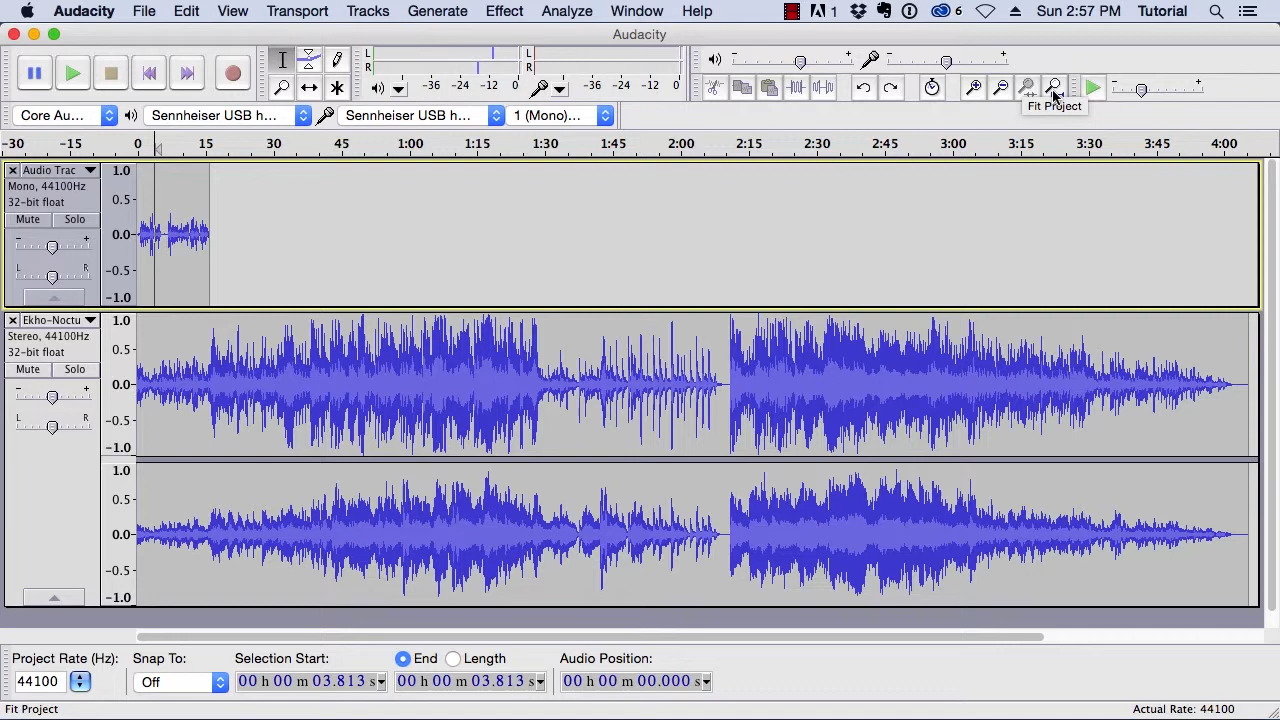 Audacity File Edit View Transport Tracks Generate Effect Analyze Window Help 1 6 Sun 2:57 PM Tutorial
Audacity
L
R
-36 -24 -12 0
L
R
-36 -24 -12 0
Fit Project
Core Au... Sennheiser USB h... Sennheiser USB h... 1 (Mono)...
-30 -15 0 15 30 45 1:00 1:15 1:30 1:45 2:00 2:15 2:30 2:45 3:00 3:15 3:30 3:45 4:00
Audio Trac
Mono, 44100Hz
32-bit float
Mute Solo
- +
L R
1.0
0.5
0.0
-0.5
-1.0
Ekho-Noctu
Stereo, 44100Hz
32-bit float
Mute Solo
- +
L R
1.0
0.5
0.0
-0.5
-1.0
1.0
0.5
0.0
-0.5
-1.0
Project Rate (Hz): Snap To: Selection Start: End Length Audio Position:
44100 Off 00 h 00 m 03.813 s 00 h 00 m 03.813 s 00 h 00 m 00.000 s
Fit Project Actual Rate: 44100